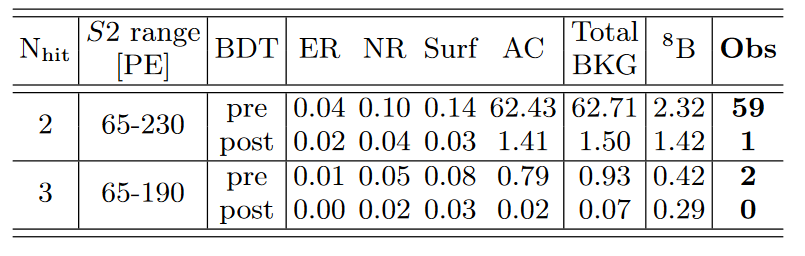 N_hit S2 range [PE] BDT ER NR Surf AC Total BKG ⁸B Obs
2 65-230 pre 0.04 0.10 0.14 62.43 62.71 2.32 59
post 0.02 0.04 0.03 1.41 1.50 1.42 1
3 65-190 pre 0.01 0.05 0.08 0.79 0.93 0.42 2
post 0.00 0.02 0.03 0.02 0.07 0.29 0